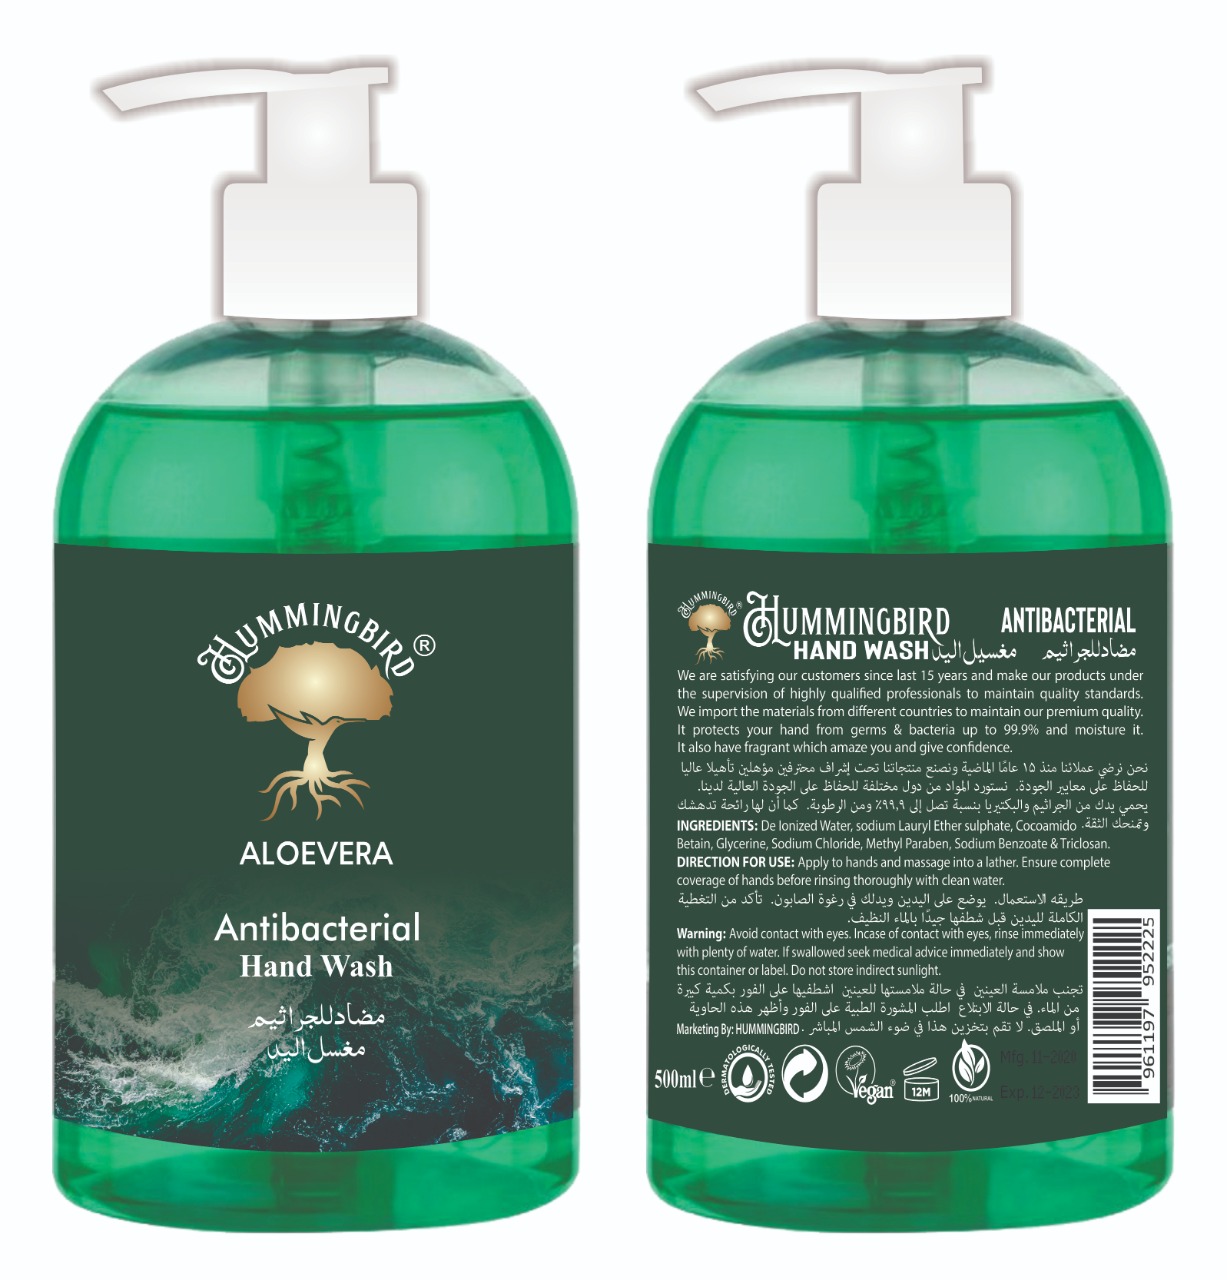 HUMMINGBIRD®
ALOEVERA
Antibacterial
Hand Wash
مضادللجراثيم
مغسل اليد
HUMMINGBIRD®
HUMMINGBIRD
ANTIBACTERIAL
HAND WASH مغسيل اليد مضادللجراثيم
We are satisfying our customers since last 15 years and make our products under
the supervision of highly qualified professionals to maintain quality standards.
We import the materials from different countries to maintain our premium quality.
It protects your hand from germs & bacteria up to 99.9% and moisture it.
It also have fragrant which amaze you and give confidence.
نحن نرضي عملائنا منذ ١٥ عامًا الماضية ونصنع منتجاتنا تحت إشراف محترفين مؤهلين تأهيلا عاليا
للحفاظ على معايير الجودة. نستورد المواد من دول مختلفة للحفاظ على الجودة العالية لدينا.
يحمي يدك من الجراثيم والبكتيريا بنسبة تصل إلى ٩٩,٩٪ ومن الرطوبة. كما أن لها رائحة تدهشك
وتمنحك الثقة.
INGREDIENTS: De Ionized Water, sodium Lauryl Ether sulphate, Cocoamido
Betain, Glycerine, Sodium Chloride, Methyl Paraben, Sodium Benzoate & Triclosan.
DIRECTION FOR USE: Apply to hands and massage into a lather. Ensure complete
coverage of hands before rinsing thoroughly with clean water.
طريقه الاستعمال. يوضع على اليدين ويدلك في رغوة الصابون. تأكد من التغطية
الكاملة لليدين قبل شطفها جيدًا بالماء النظيف.
Warning: Avoid contact with eyes. Incase of contact with eyes, rinse immediately
with plenty of water. If swallowed seek medical advice immediately and show
this container or label. Do not store indirect sunlight.
تجنب ملامسة العينين في حالة ملامستها للعينين اشطفيها على الفور بكمية كبيرة
من الماء. في حالة الابتلاع اطلب المشورة الطبية على الفور وأظهر هذه الحاوية
أو الملصق. لا تقم بتخزين هذا في ضوء الشمس المباشر.
Marketing By: HUMMINGBIRD
500ml e
DERMATOLOGICALLY TESTED
Vegan®
12M
100% NATURAL
Mfg. 11-2020
Exp. 12-2023
961197 952225